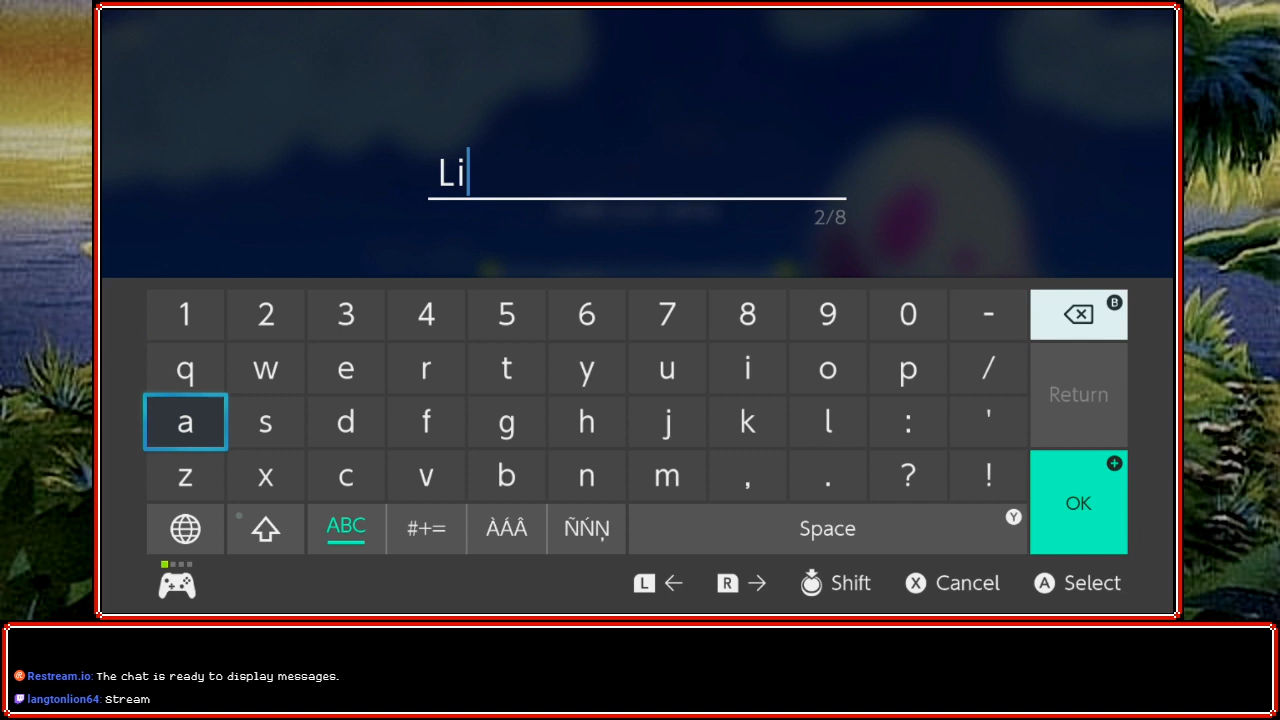 Li
2/8
1 2 3 4 5 6 7 8 9 0 - B
q w e r t y u i o p / Return
a s d f g h j k l : '
z x c v b n m , . ? ! + OK
ABC #+= ÀÁÂ ÑŃŅ Space Y
L ← R → Shift X Cancel A Select
Restream.io: The chat is ready to display messages.
langtonlion64: Stream